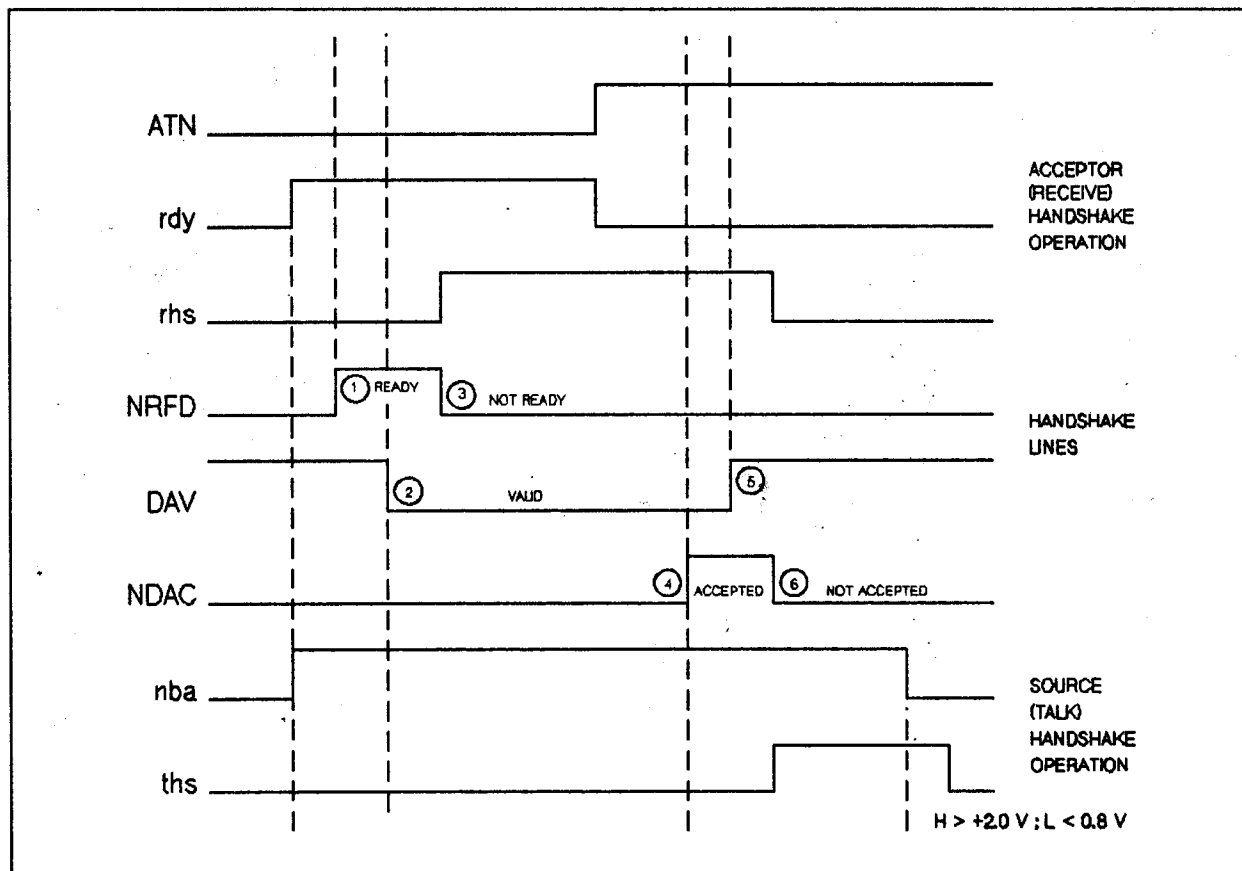 ATN
rdy
ACCEPTOR
(RECEIVE)
HANDSHAKE
OPERATION
rhs
NRFD
1 READY
3 NOT READY
HANDSHAKE
LINES
DAV
2
VALID
5
NDAC
4
ACCEPTED
6
NOT ACCEPTED
nba
SOURCE
(TALK)
HANDSHAKE
OPERATION
ths
H > +2.0 V ; L < 0.8 V